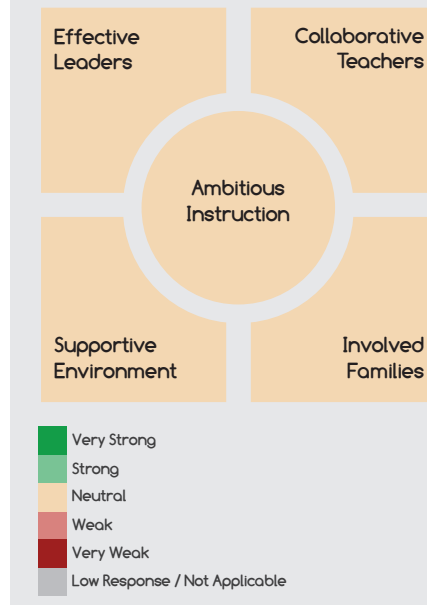 Effective
Leaders
Collaborative
Teachers
Ambitious
Instruction
Supportive
Environment
Involved
Families
Very Strong
Strong
Neutral
Weak
Very Weak
Low Response / Not Applicable